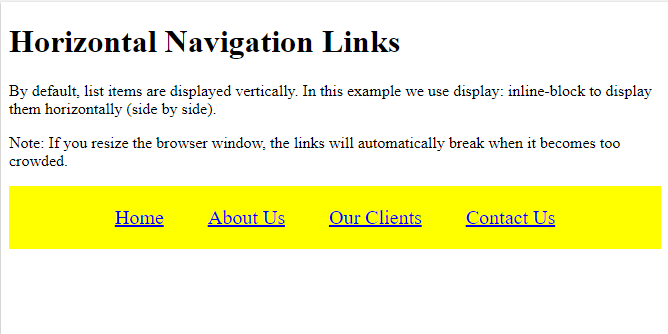 Horizontal Navigation Links
By default, list items are displayed vertically. In this example we use display: inline-block to display
them horizontally (side by side).
Note: If you resize the browser window, the links will automatically break when it becomes too
crowded.
Home About Us Our Clients Contact Us